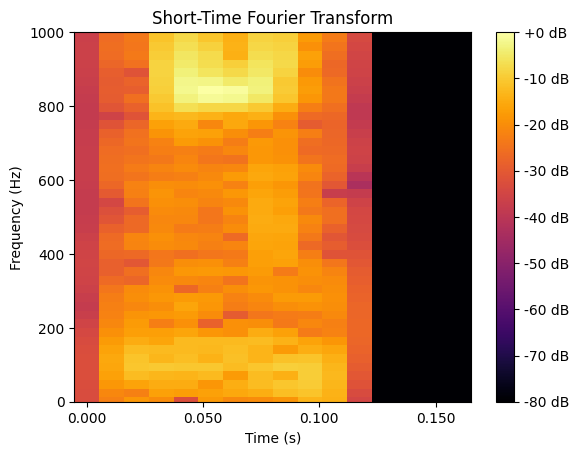 Short-Time Fourier Transform
1000
800
600
400
200
0
Frequency (Hz)
0.000
0.050
0.100
0.150
Time (s)
+0 dB
-10 dB
-20 dB
-30 dB
-40 dB
-50 dB
-60 dB
-70 dB
-80 dB